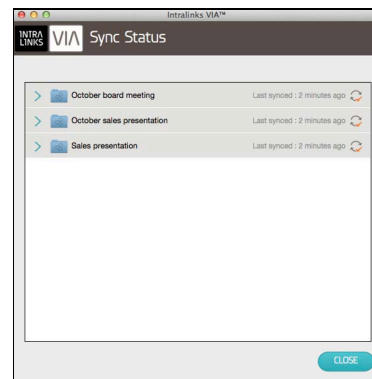 Intralinks VIA™
INTRA
LINKS
VIA Sync Status
October board meeting Last synced : 2 minutes ago
October sales presentation Last synced : 2 minutes ago
Sales presentation Last synced : 2 minutes ago
CLOSE